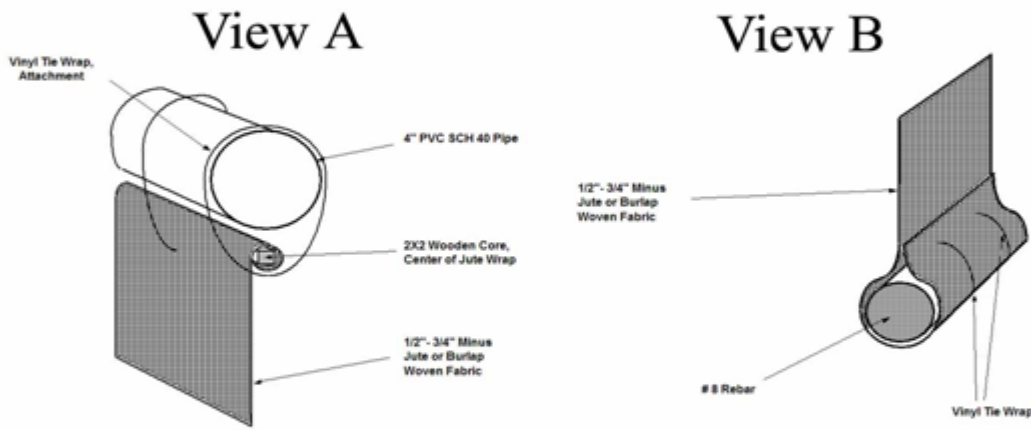 View A
Vinyl Tie Wrap,
Attachment
4" PVC SCH 40 Pipe
2X2 Wooden Core,
Center of Jute Wrap
1/2"- 3/4" Minus
Jute or Burlap
Woven Fabric
View B
1/2"- 3/4" Minus
Jute or Burlap
Woven Fabric
# 8 Rebar
Vinyl Tie Wrap